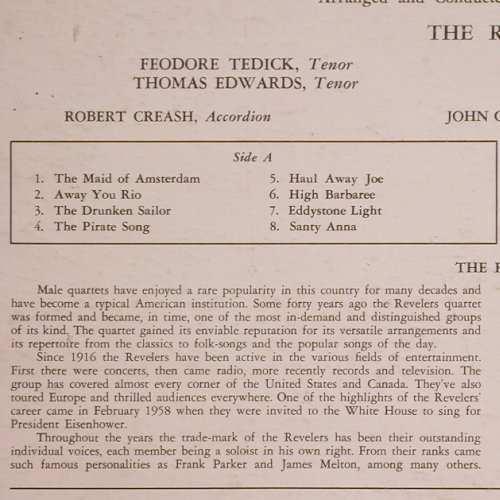 Arranged and Conducte
THE R
FEODORE TEDICK, Tenor
THOMAS EDWARDS, Tenor
ROBERT CREASH, Accordion JOHN
Side A
1. The Maid of Amsterdam 5. Haul Away Joe
2. Away You Rio 6. High Barbaree
3. The Drunken Sailor 7. Eddystone Light
4. The Pirate Song 8. Santy Anna
THE
Male quartets have enjoyed a rare popularity in this country for many decades and
have become a typical American institution. Some forty years ago the Revelers quartet
was formed and became, in time, one of the most in-demand and distinguished groups
of its kind. The quartet gained its enviable reputation for its versatile arrangements and
its repertoire from the classics to folk-songs and the popular songs of the day.
Since 1916 the Revelers have been active in the various fields of entertainment.
First there were concerts, then came radio, more recently records and television. The
group has covered almost every corner of the United States and Canada. They've also
toured Europe and thrilled audiences everywhere. One of the highlights of the Revelers'
career came in February 1958 when they were invited to the White House to sing for
President Eisenhower.
Throughout the years the trade-mark of the Revelers has been their outstanding
individual voices, each member being a soloist in his own right. From their ranks came
such famous personalities as Frank Parker and James Melton, among many others.